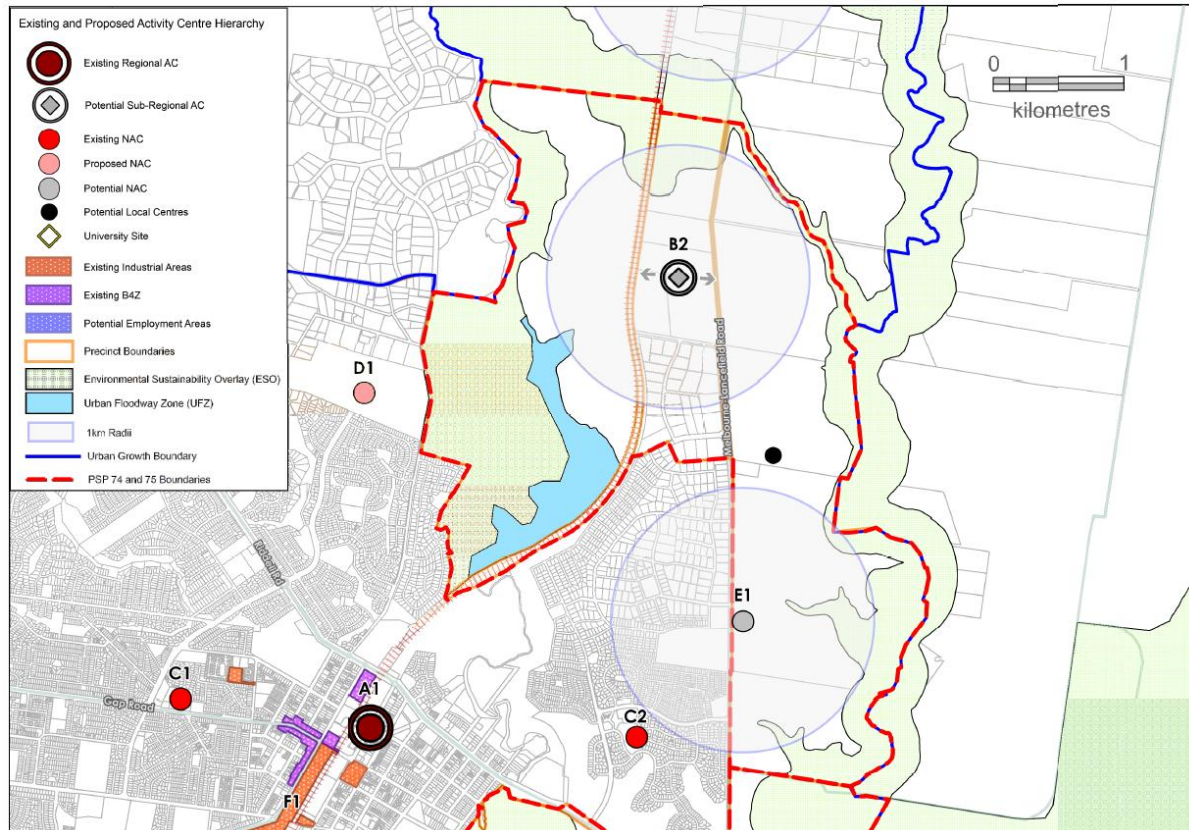 Existing and Proposed Activity Centre Hierarchy
Existing Regional AC
Potential Sub-Regional AC
Existing NAC
Proposed NAC
Potential NAC
Potential Local Centres
University Site
Existing Industrial Areas
Existing B4Z
Potential Employment Areas
Precinct Boundaries
Environmental Sustainability Overlay (ESO)
Urban Floodway Zone (UFZ)
1km Radii
Urban Growth Boundary
PSP 74 and 75 Boundaries
0 1
kilometres
B2
Melbourne-Lancefield Road
D1
Riddell Rd
E1
C1
Gap Road
A1
C2
F1